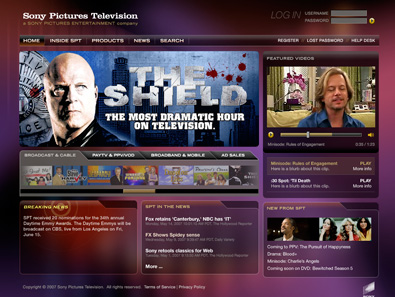 Sony Pictures Television
a SONY PICTURES ENTERTAINMENT company
LOG IN
USERNAME
PASSWORD
HOME
INSIDE SPT
PRODUCTS
NEWS
SEARCH
REGISTER | LOST PASSWORD | HELP DESK
THE
SHIELD
THE MOST DRAMATIC HOUR
ON TELEVISION.
FEATURED VIDEOS
Minisode: Rules of Engagement
Minisode: Rules of Engagement PLAY
Here is a blurb about this clip. More info
:30 Spot: 'Til Death PLAY
Here is a blurb about this clip. More info
BROADCAST & CABLE
PAYTV & PPV/VOD
BROADBAND & MOBILE
AD SALES
BREAKING NEWS
SPT received 20 nominations for the 34th annual
Daytime Emmy Awards. The Daytime Emmys will be
broadcast on CBS, live from Los Angeles on Fri,
June 15.
SPT IN THE NEWS
Fox retains 'Canterbury,' NBC has 'IT'
FX Shows Spidey sense
Sony retools classics for Web
More ...
NEW FROM SPT
Coming to PPV: The Pursuit of Happyness
Drama: Blood+
Minisode: Charlie's Angels
Coming soon on DVD: Bewitched Season 5
Copyright © 2007 Sony Pictures Television. All rights reserved. Terms of Service | Privacy Policy